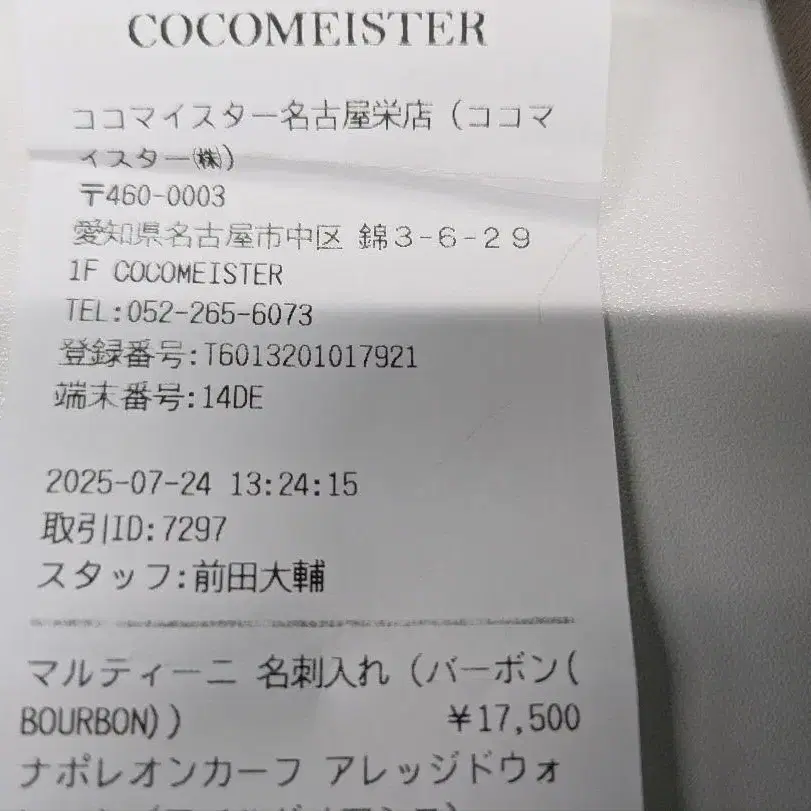 COCOMEISTER
ココマイスター名古屋栄店（ココマ
ィスター㈱）
〒460-0003
愛知県名古屋市中区 錦３-６-２９
1F COCOMEISTER
TEL:052-265-6073
登録番号:T6013201017921
端末番号:14DE
2025-07-24 13:24:15
取引ID:7297
スタッフ:前田大輔
マルティーニ 名刺入れ（バーボン(
BOURBON)） ￥17,500
ナポレオンカーフ アレッジドウォ